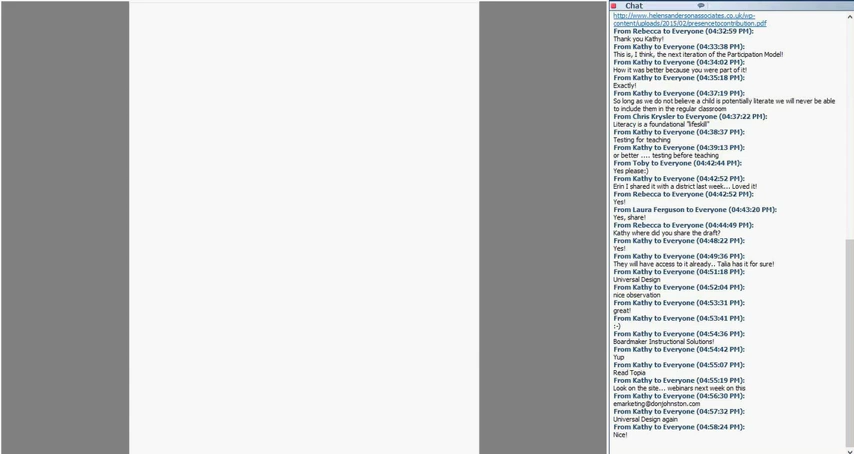 Chat
http://www.helensandersonassociates.co.uk/wp-
content/uploads/2015/02/presencetocontribution.pdf
From Rebecca to Everyone (04:32:59 PM):
Thank you Kathy!
From Kathy to Everyone (04:33:38 PM):
This is, I think, the next iteration of the Participation Model!
From Kathy to Everyone (04:34:02 PM):
How it was better because you were part of it!
From Kathy to Everyone (04:35:18 PM):
Exactly!
From Kathy to Everyone (04:37:19 PM):
So long as we do not believe a child is potentially literate we will never be able
to include them in the regular classroom
From Chris Krysler to Everyone (04:37:22 PM):
Literacy is a foundational "lifeskill"
From Kathy to Everyone (04:38:37 PM):
Testing for teaching
From Kathy to Everyone (04:39:13 PM):
or better .... testing before teaching
From Toby to Everyone (04:42:44 PM):
Yes please:)
From Kathy to Everyone (04:42:52 PM):
Erin I shared it with a district last week... Loved it!
From Rebecca to Everyone (04:42:52 PM):
Yes!
From Laura Ferguson to Everyone (04:43:20 PM):
Yes, share!
From Rebecca to Everyone (04:44:49 PM):
Kathy where did you share the draft?
From Kathy to Everyone (04:48:22 PM):
Yes!
From Kathy to Everyone (04:49:36 PM):
They will have access to it already.. Talia has it for sure!
From Kathy to Everyone (04:51:18 PM):
Universal Design
From Kathy to Everyone (04:52:04 PM):
nice observation
From Kathy to Everyone (04:53:31 PM):
great!
From Kathy to Everyone (04:53:41 PM):
:-)
From Kathy to Everyone (04:54:36 PM):
Boardmaker Instructional Solutions!
From Kathy to Everyone (04:54:42 PM):
Yup
From Kathy to Everyone (04:55:07 PM):
Read Topia
From Kathy to Everyone (04:55:19 PM):
Look on the site... webinars next week on this
From Kathy to Everyone (04:56:30 PM):
emarketing@donjohnston.com
From Kathy to Everyone (04:57:32 PM):
Universal Design again
From Kathy to Everyone (04:58:24 PM):
Nice!